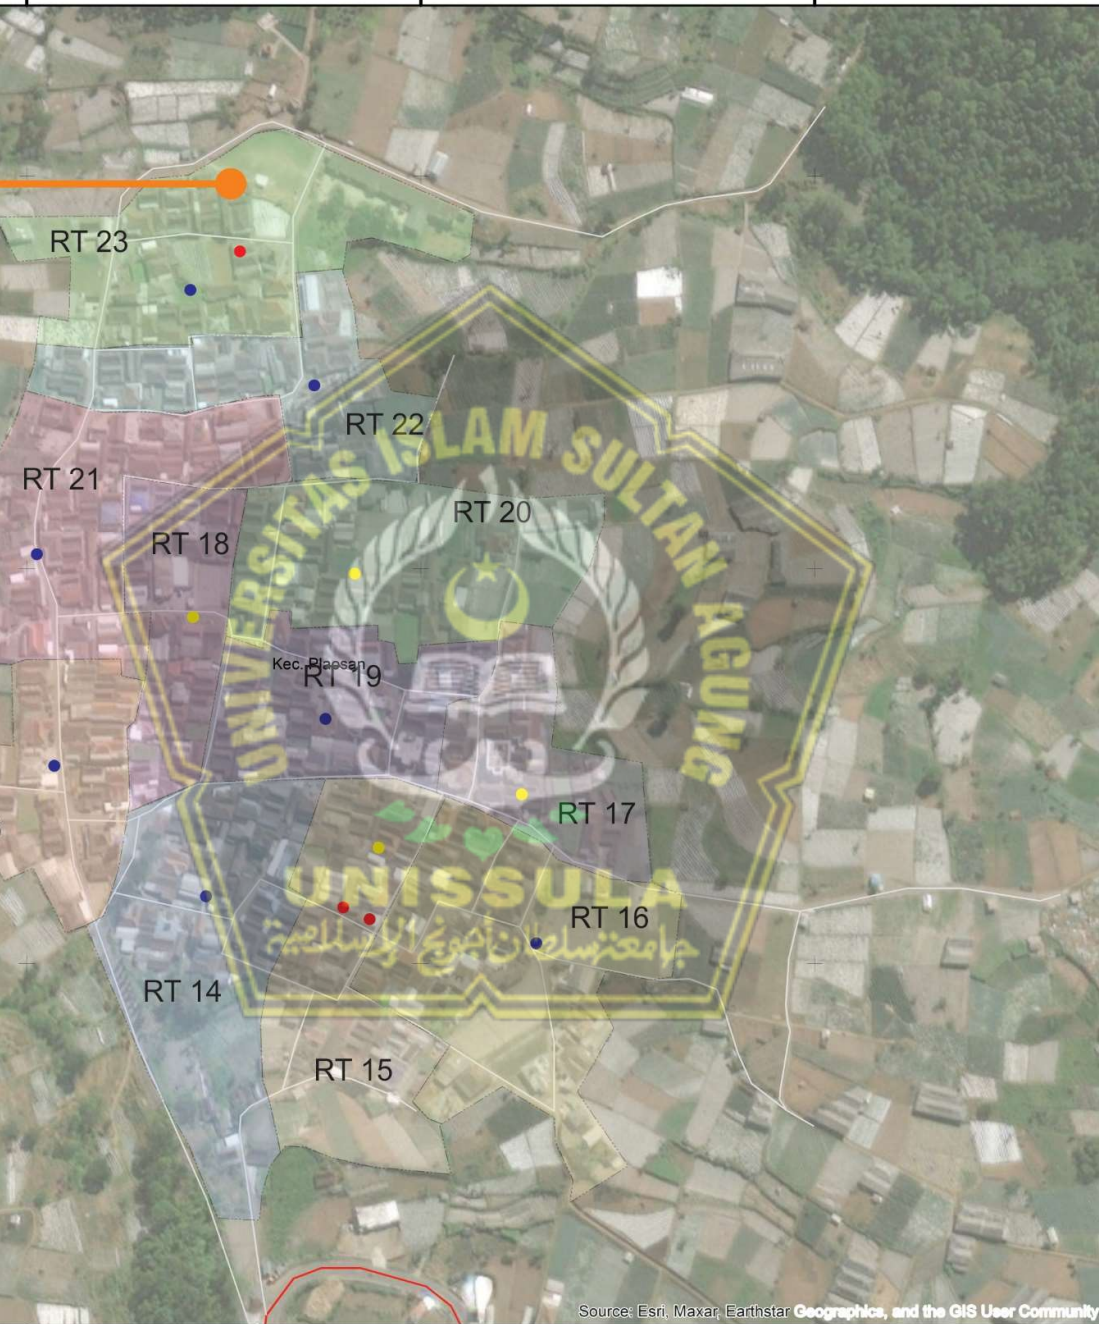 RT 23
RT 22
UNIVERSITAS ISLAM SULTAN AGUNG
RT 21
RT 20
RT 18
Kec. Plaosan
RT 19
RT 17
UNISSULA
RT 16
جامعة سلطان أجونج الإسلامية
RT 14
RT 15
Source: Esri, Maxar, Earthstar Geographics, and the GIS User Community